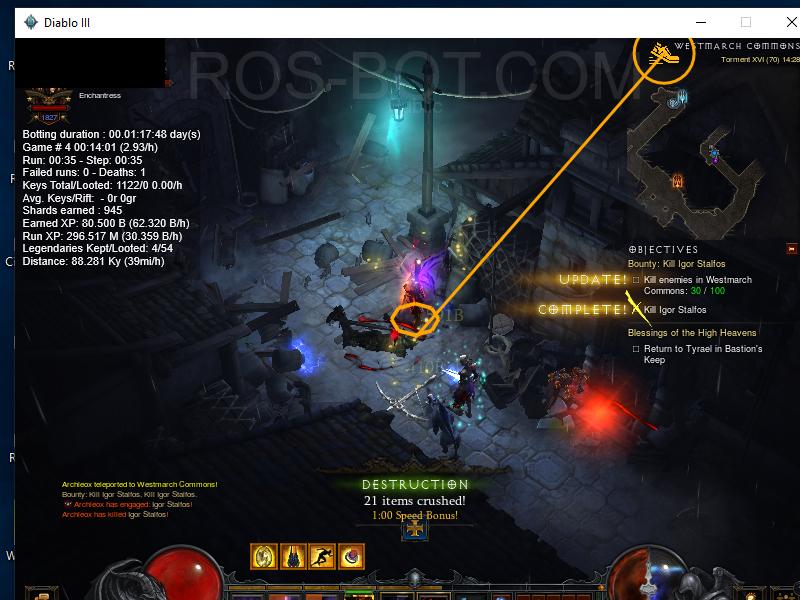 Diablo III
ROS-BOT.COM
WESTMARCH COMMONS
Torment XVI (70) 14:28
Enchantress
1827
Botting duration : 00.01:17:48 day(s)
Game # 4 00:14:01 (2.93/h)
Run: 00:35 - Step: 00:35
Failed runs: 0 - Deaths: 1
Keys Total/Looted: 1122/0 0.00/h
Avg. Keys/Rift: - 0r 0gr
Shards earned : 945
Earned XP: 80.500 B (62.320 B/h)
Run XP: 296.517 M (30.359 B/h)
Legendaries Kept/Looted: 4/54
Distance: 88.281 Ky (39mi/h)
OBJECTIVES
Bounty: Kill Igor Stalfos
UPDATE! Kill enemies in Westmarch
Commons: 30 / 100
COMPLETE! Kill Igor Stalfos
Blessings of the High Heavens
Return to Tyrael in Bastion's
Keep
Archleox teleported to Westmarch Commons!
Bounty: Kill Igor Stalfos, Kill Igor Stalfos.
Archleox has engaged: Igor Stalfos!
Archleox has killed Igor Stalfos!
DESTRUCTION
21 items crushed!
1:00 Speed Bonus!